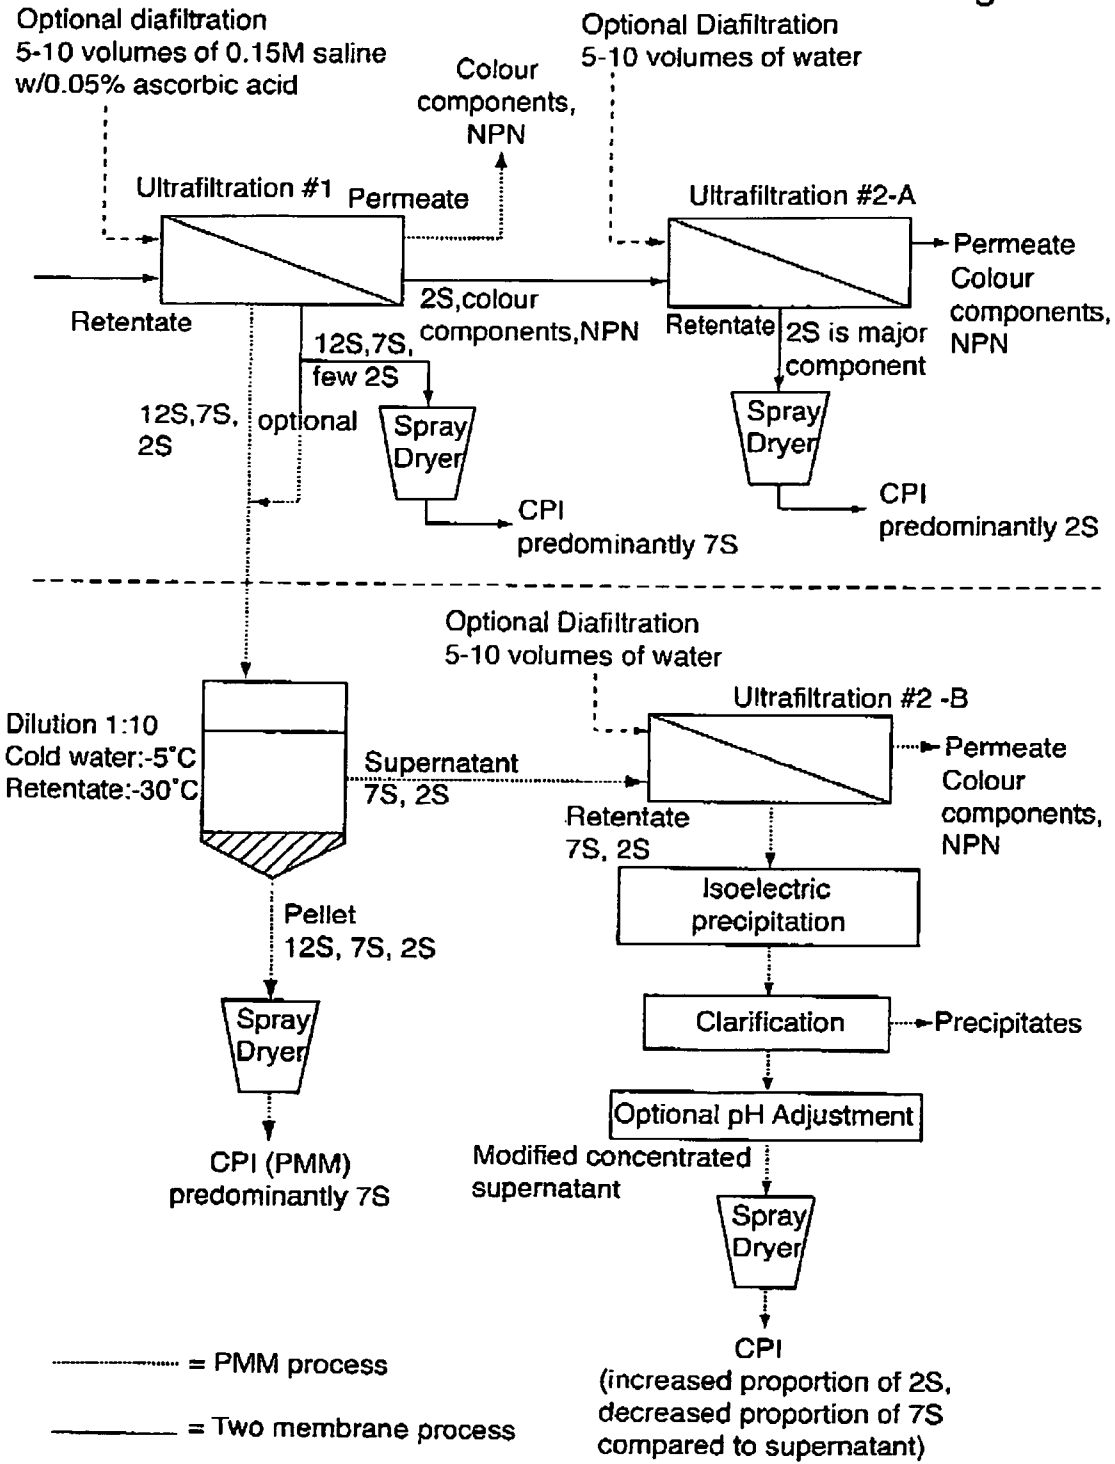 Optional diafiltration
5-10 volumes of 0.15M saline
w/0.05% ascorbic acid
Colour
components,
NPN
Optional Diafiltration
5-10 volumes of water
Ultrafiltration #1
Permeate
Ultrafiltration #2-A
Permeate
Colour
components,
NPN
Retentate
2S,colour
components,NPN
Retentate
2S is major
component
12S,7S,
few 2S
12S,7S,
2S
optional
Spray
Dryer
Spray
Dryer
CPI
predominantly 7S
CPI
predominantly 2S
Optional Diafiltration
5-10 volumes of water
Ultrafiltration #2 -B
Dilution 1:10
Cold water:-5°C
Retentate:-30°C
Supernatant
7S, 2S
Permeate
Colour
components,
NPN
Retentate
7S, 2S
Isoelectric
precipitation
Pellet
12S, 7S, 2S
Clarification
Precipitates
Spray
Dryer
Optional pH Adjustment
CPI (PMM)
predominantly 7S
Modified concentrated
supernatant
Spray
Dryer
CPI
(increased proportion of 2S,
decreased proportion of 7S
compared to supernatant)
= PMM process
= Two membrane process